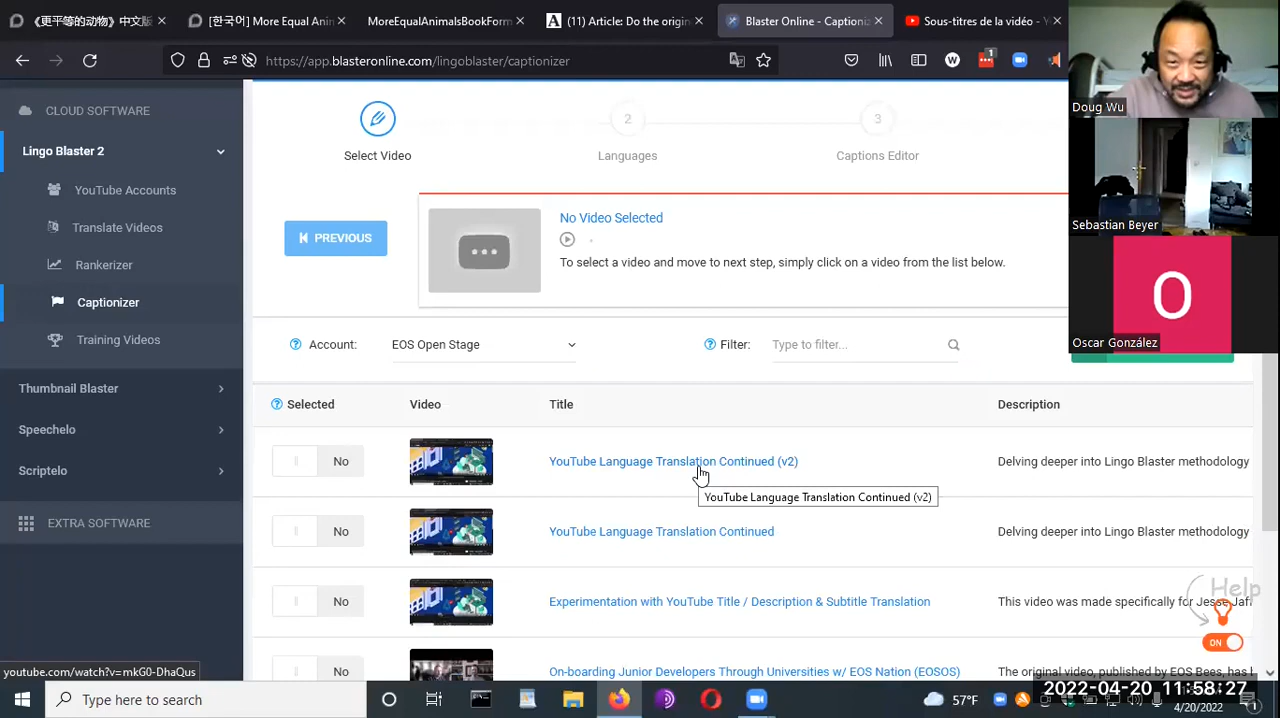 《更平等的动物》中文版
[한국어] More Equal Anim
MoreEqualAnimalsBookForm
A (11) Article: Do the origin
Blaster Online - Captioni
Sous-titres de la vidéo - Yo
https://app.blasteronline.com/lingoblaster/captionizer
W
1
CLOUD SOFTWARE
Lingo Blaster 2
YouTube Accounts
Translate Videos
Rankerizer
Captionizer
Training Videos
Thumbnail Blaster
Speechelo
Scriptelo
EXTRA SOFTWARE
2
3
Select Video
Languages
Captions Editor
PREVIOUS
No Video Selected
To select a video and move to next step, simply click on a video from the list below.
Account:
EOS Open Stage
Filter:
Type to filter...
Selected
Video
Title
Description
No
YouTube Language Translation Continued (v2)
Delving deeper into Lingo Blaster methodology
YouTube Language Translation Continued (v2)
No
YouTube Language Translation Continued
Delving deeper into Lingo Blaster methodology
No
Experimentation with YouTube Title / Description & Subtitle Translation
This video was made specifically for Jesse Jaf
No
On-boarding Junior Developers Through Universities w/ EOS Nation (EOSOS)
The original video, published by EOS Bees, has
Help
ON
Doug Wu
Sebastian Beyer
O
Oscar González
youtube.com/watch?v=mkG0-DhaQas
Type here to search
57°F
2022-04-20 11:58:27
4/20/2022
1